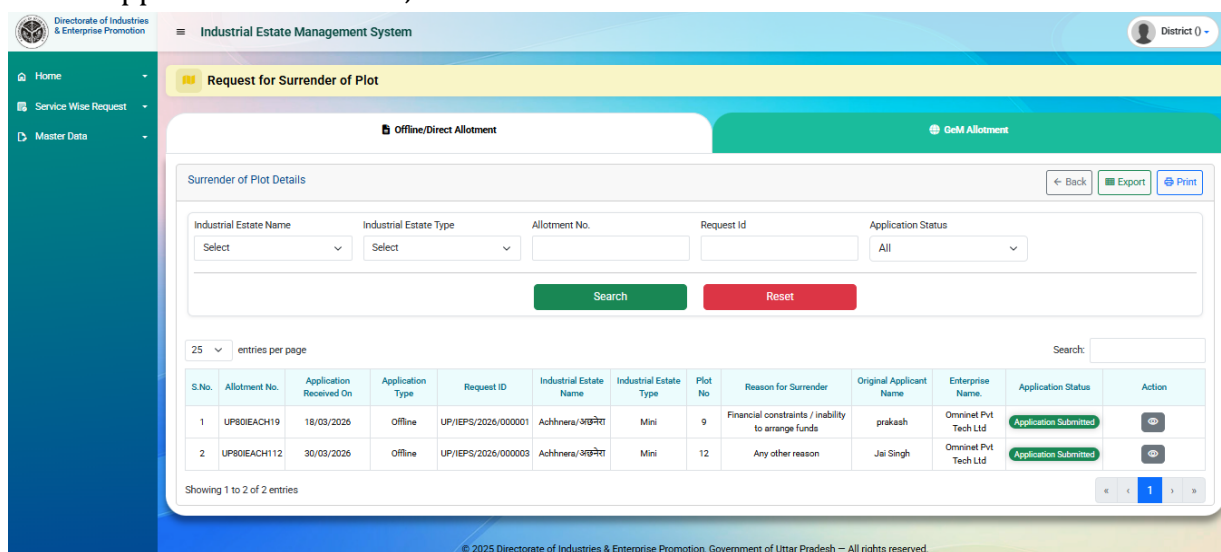 Directorate of Industries
& Enterprise Promotion
Industrial Estate Management System
District ()
Home
Service Wise Request
Master Data
Request for Surrender of Plot
Offline/Direct Allotment
GeM Allotment
Surrender of Plot Details
← Back
Export
Print
Industrial Estate Name
Industrial Estate Type
Allotment No.
Request Id
Application Status
Select
Select
All
Search
Reset
25 entries per page
Search:
S.No. Allotment No. Application Received On Application Type Request ID Industrial Estate Name Industrial Estate Type Plot No Reason for Surrender Original Applicant Name Enterprise Name. Application Status Action
1 UP80IEACH19 18/03/2026 Offline UP/IEPS/2026/000001 Achhnera/अछनेरा Mini 9 Financial constraints / inability to arrange funds prakash Omninet Pvt Tech Ltd Application Submitted
2 UP80IEACH112 30/03/2026 Offline UP/IEPS/2026/000003 Achhnera/अछनेरा Mini 12 Any other reason Jai Singh Omninet Pvt Tech Ltd Application Submitted
Showing 1 to 2 of 2 entries
« ‹ 1 › »
© 2025 Directorate of Industries & Enterprise Promotion, Government of Uttar Pradesh — All rights reserved.